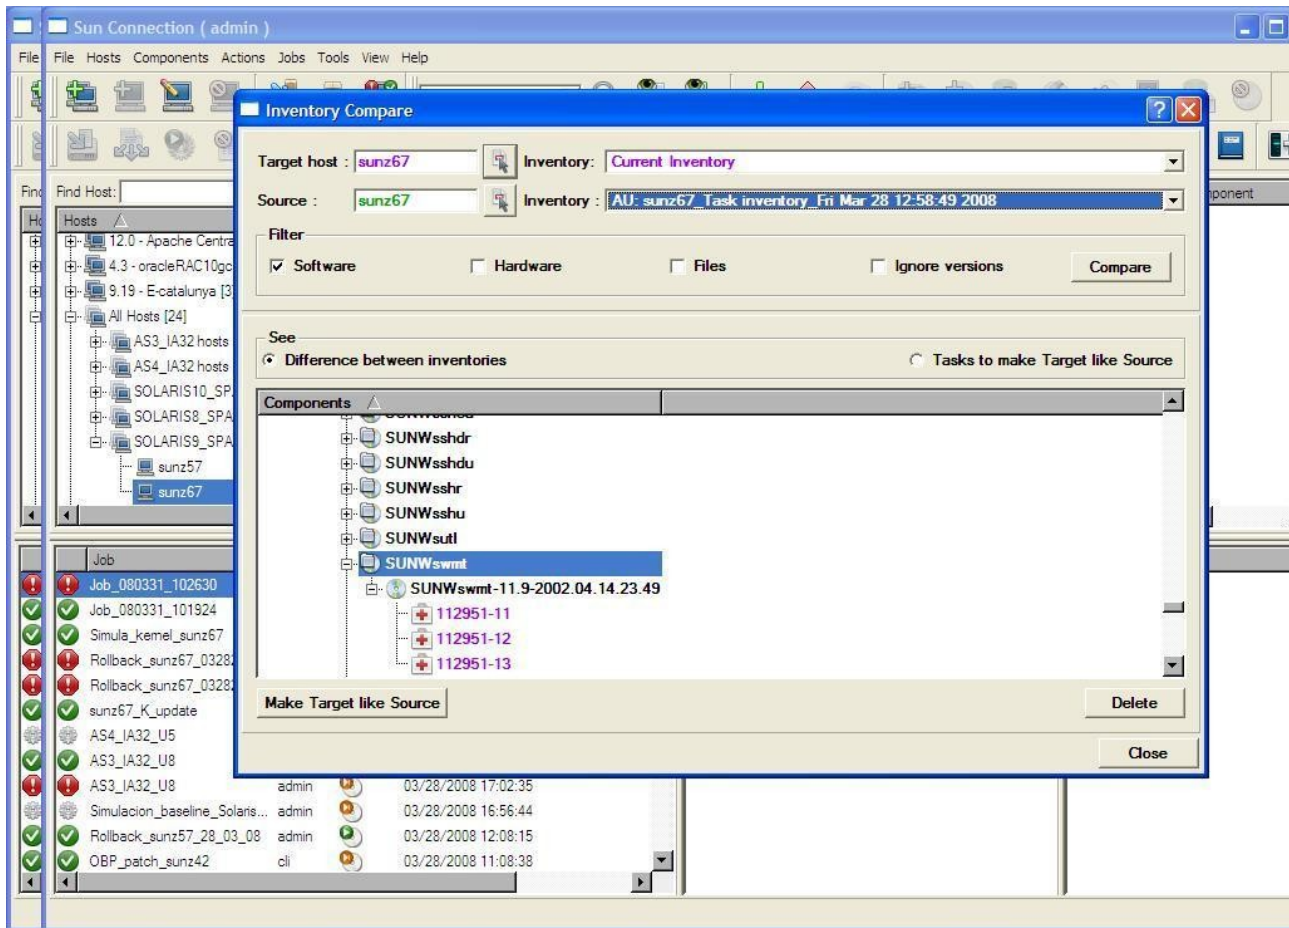 Sun Connection ( admin )
File
File Hosts Components Actions Jobs Tools View Help
Inventory Compare
Target host : sunz67 Inventory: Current Inventory
Source : sunz67 Inventory : AU: sunz67_Task inventory_Fri Mar 28 12:58:49 2008
Find Host:
Filter
Software Hardware Files Ignore versions Compare
Hosts
12.0 - Apache Centra
4.3 - oracleRAC10gc
9.19 - E-catalunya [3]
All Hosts [24]
AS3_IA32 hosts
AS4_IA32 hosts
SOLARIS10_SPA
SOLARIS8_SPA
SOLARIS9_SPA
sunz57
sunz67
See
Difference between inventories Tasks to make Target like Source
Components
SUNWsshdr
SUNWsshdu
SUNWsshr
SUNWsshu
SUNWsutl
SUNWswmt
SUNWswmt-11.9-2002.04.14.23.49
112951-11
112951-12
112951-13
Make Target like Source Delete
Close
Job
Job_080331_102630
Job_080331_101924
Simula_kernel_sunz67
Rollback_sunz67_0328
Rollback_sunz67_0328
sunz67_K_update
AS4_IA32_U5
AS3_IA32_U8
AS3_IA32_U8 admin 03/28/2008 17:02:35
Simulacion_baseline_Solaris... admin 03/28/2008 16:56:44
Rollback_sunz57_28_03_08 admin 03/28/2008 12:08:15
OBP_patch_sunz42 cli 03/28/2008 11:08:38